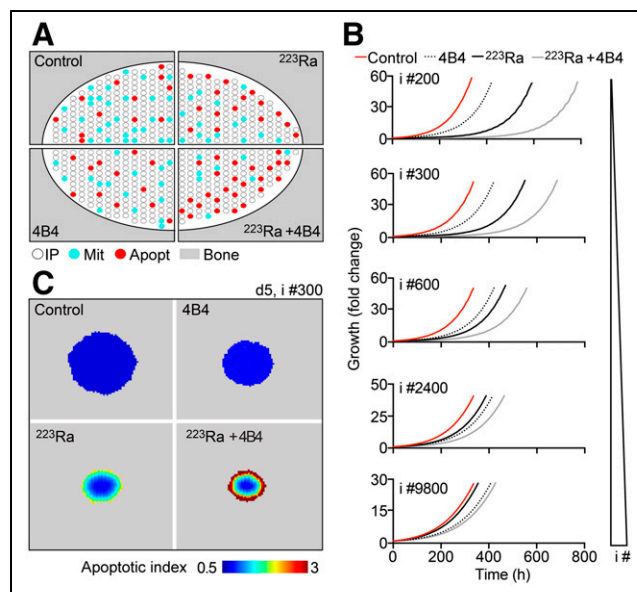 A
Control
²²³Ra
4B4
²²³Ra +4B4
IP Mit Apopt Bone
B
Control 4B4 ²²³Ra ²²³Ra +4B4
i #200
60
30
0
i #300
60
30
0
i #600
60
30
0
i #2400
50
25
0
i #9800
30
15
0
0 200 400 600 800
Growth (fold change)
Time (h)
i #
C
d5, i #300
Control
4B4
²²³Ra
²²³Ra +4B4
Apoptotic index 0.5 3